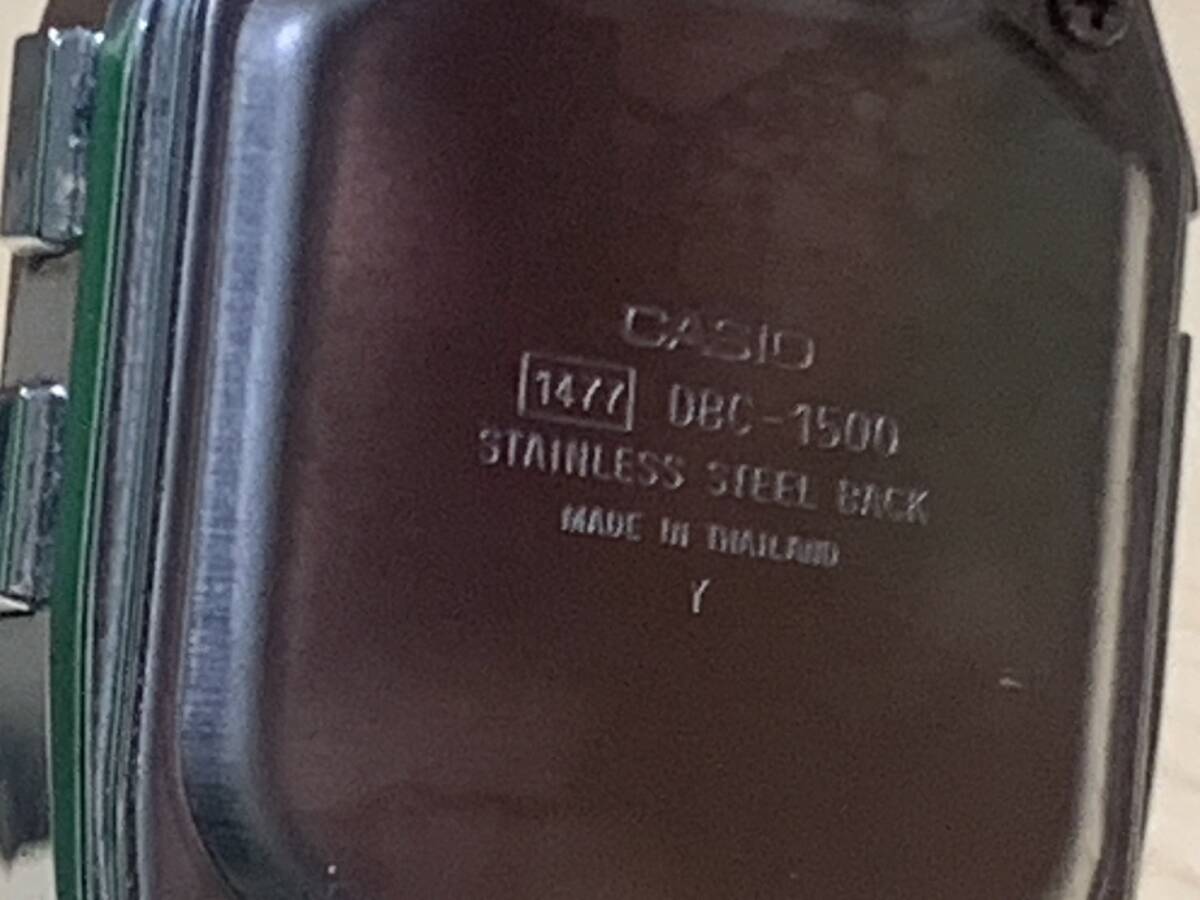 CASIO
1477 DBC-1500
STAINLESS STEEL BACK
MADE IN THAILAND
Y